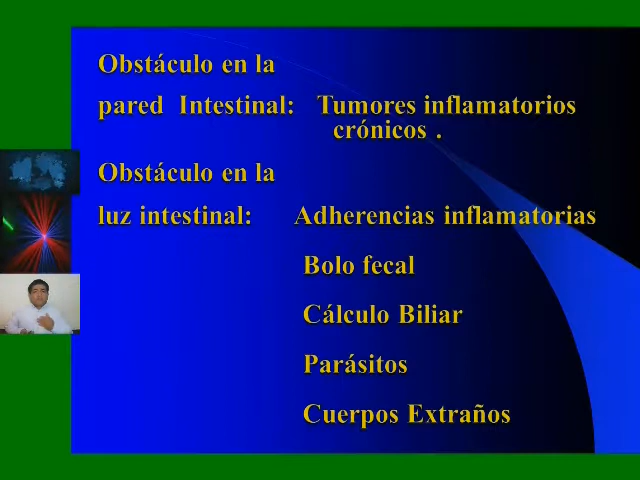 Obstáculo en la
pared Intestinal: Tumores inflamatorios
crónicos .
Obstáculo en la
luz intestinal: Adherencias inflamatorias
Bolo fecal
Cálculo Biliar
Parásitos
Cuerpos Extraños